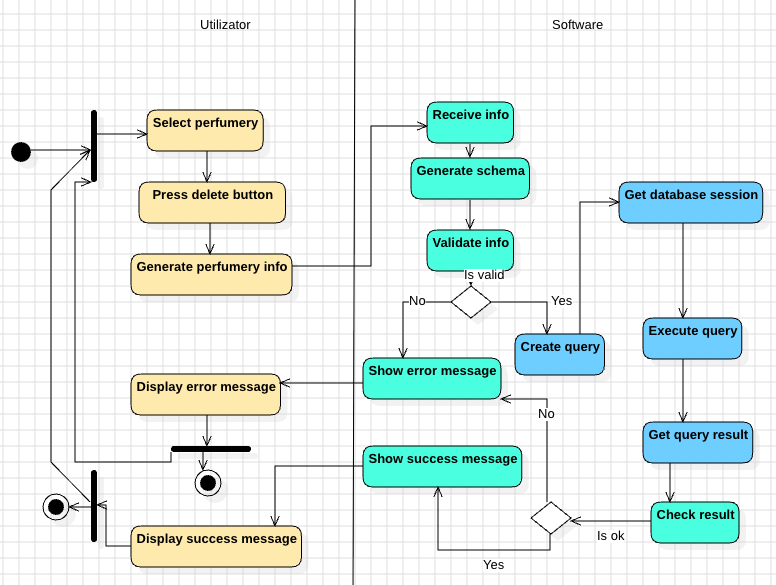 Utilizator
Software
Select perfumery
Press delete button
Generate perfumery info
Receive info
Generate schema
Validate info
Is valid
No
Yes
Create query
Get database session
Execute query
Get query result
Check result
Is ok
No
Yes
Show error message
Show success message
Display error message
Display success message